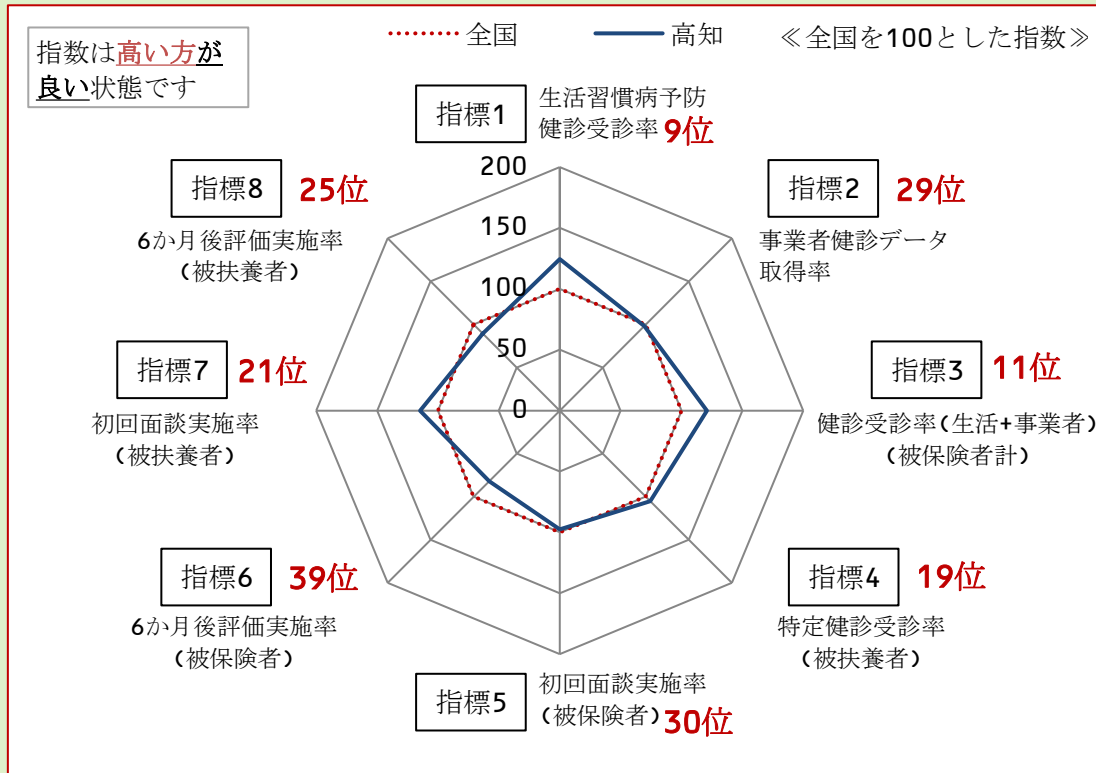 指数は高い方が
良い状態です
全国
高知
≪全国を100とした指数≫
指標1
生活習慣病予防
健診受診率 9位
指標2
29位
事業者健診データ
取得率
指標3
11位
健診受診率(生活+事業者)
(被保険者計)
指標4
19位
特定健診受診率
(被扶養者)
指標5
初回面談実施率
(被保険者) 30位
指標6
39位
6か月後評価実施率
(被保険者)
指標7
21位
初回面談実施率
(被扶養者)
指標8
25位
6か月後評価実施率
(被扶養者)
200
150
100
50
0